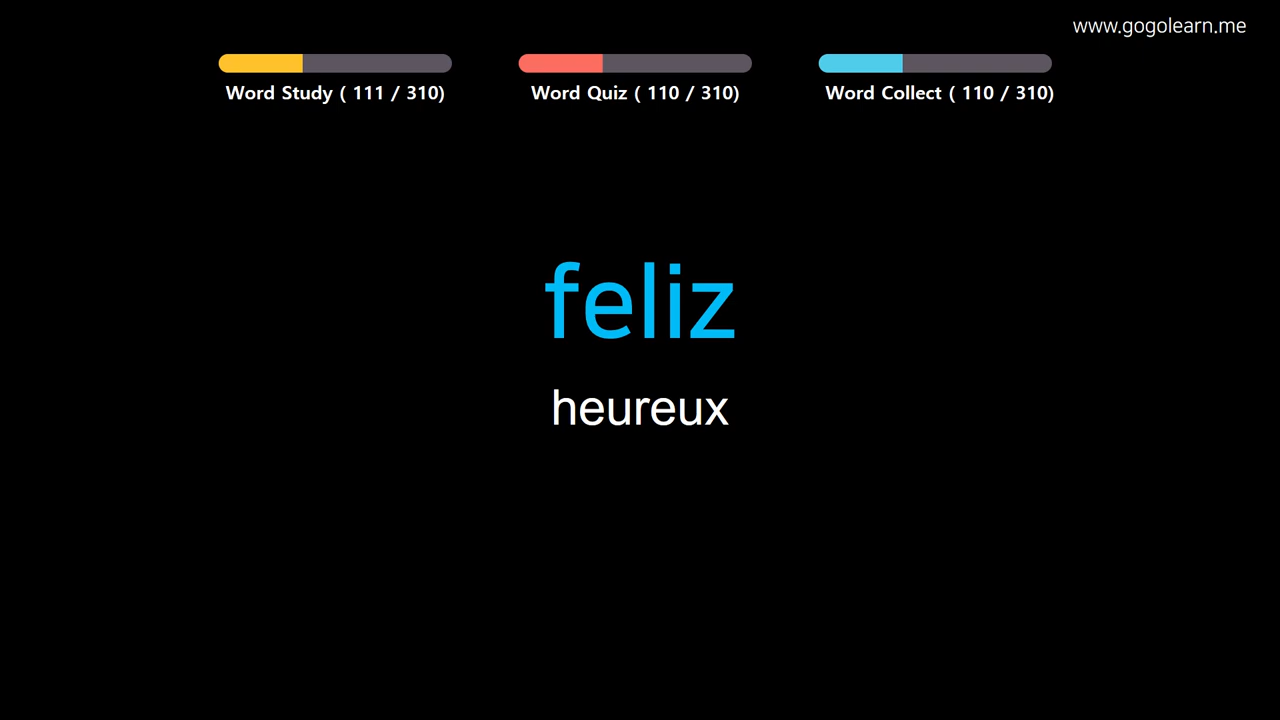 www.gogolearn.me
Word Study ( 111 / 310)
Word Quiz ( 110 / 310)
Word Collect ( 110 / 310)
feliz
heureux